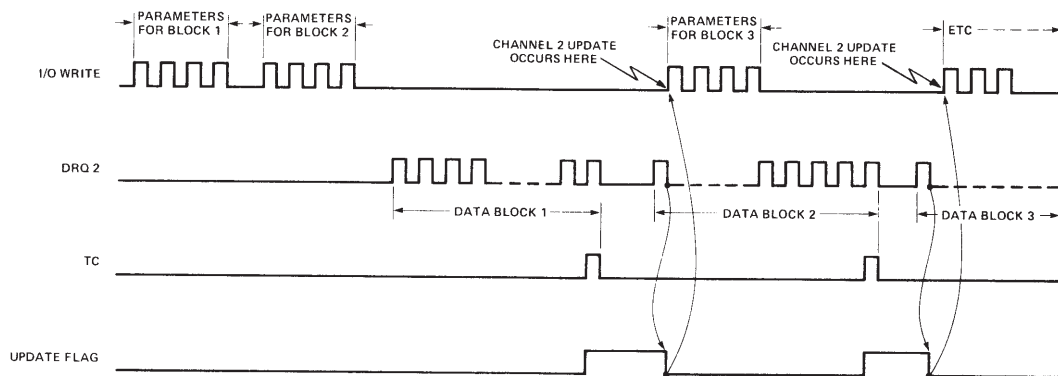 PARAMETERS
FOR BLOCK 1
PARAMETERS
FOR BLOCK 2
PARAMETERS
FOR BLOCK 3
ETC
CHANNEL 2 UPDATE
OCCURS HERE
CHANNEL 2 UPDATE
OCCURS HERE
I/O WRITE
DRQ 2
DATA BLOCK 1
DATA BLOCK 2
DATA BLOCK 3
TC
UPDATE FLAG